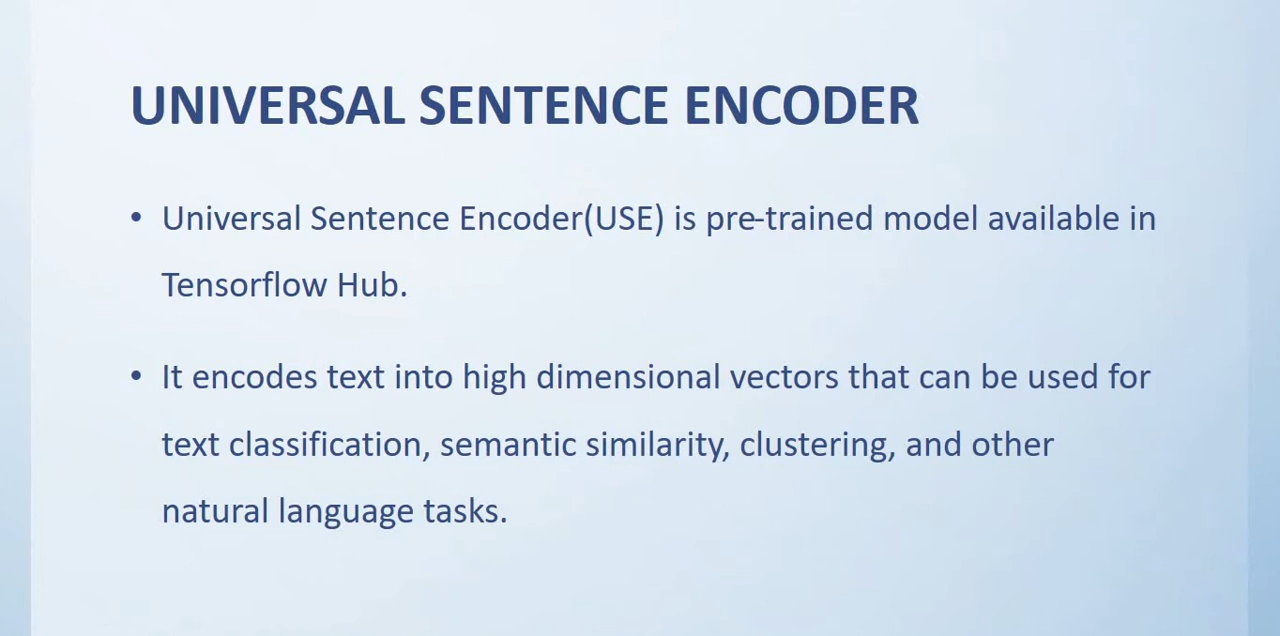 UNIVERSAL SENTENCE ENCODER
• Universal Sentence Encoder(USE) is pre-trained model available in
Tensorflow Hub.
• It encodes text into high dimensional vectors that can be used for
text classification, semantic similarity, clustering, and other
natural language tasks.